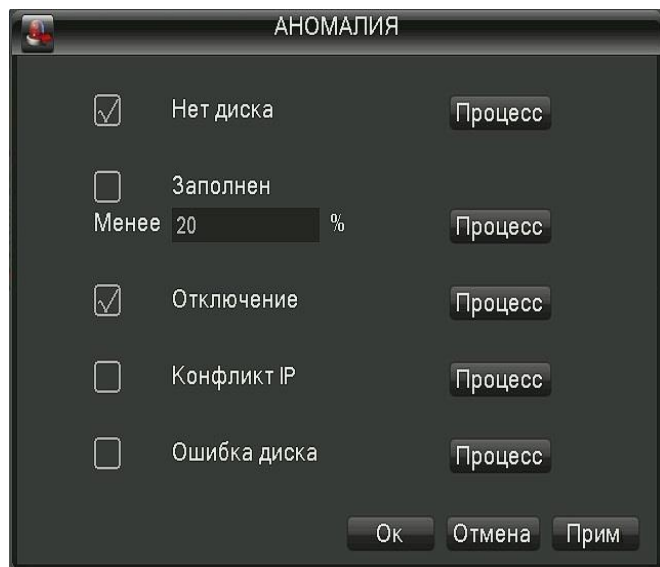 АНОМАЛИЯ
Нет диска Процесс
Заполнен
Менее 20 % Процесс
Отключение Процесс
Конфликт IP Процесс
Ошибка диска Процесс
Ок Отмена Прим